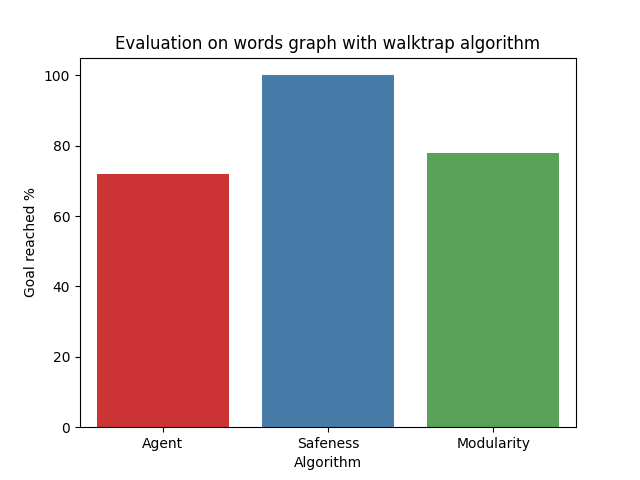 Evaluation on words graph with walktrap algorithm
100
80
60
40
20
0
Goal reached %
Agent
Safeness
Modularity
Algorithm